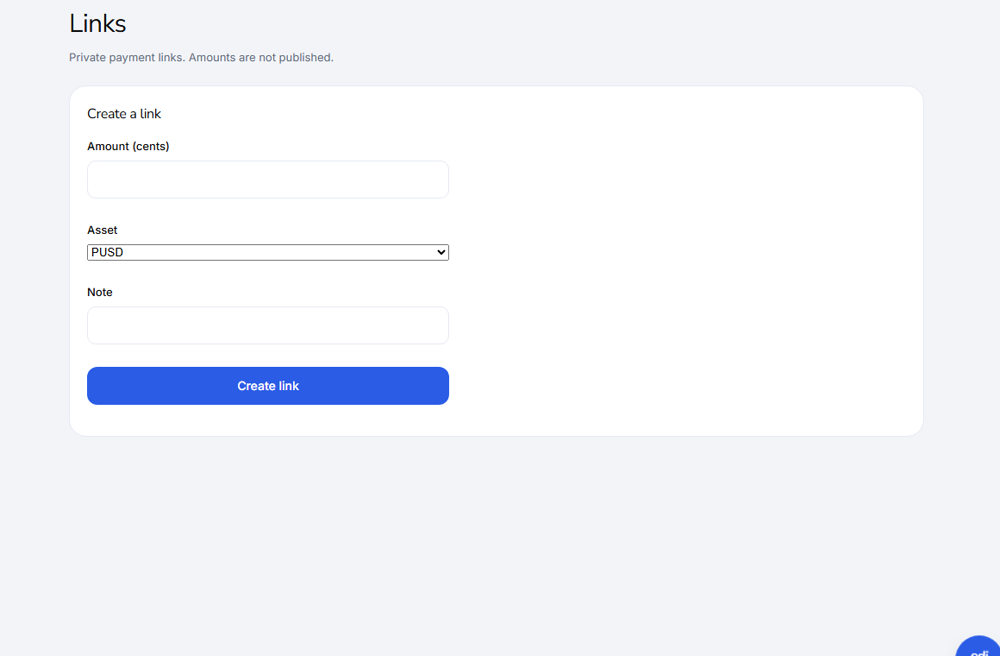 Links
Private payment links. Amounts are not published.
Create a link
Amount (cents)
Asset
PUSD
Note
Create link